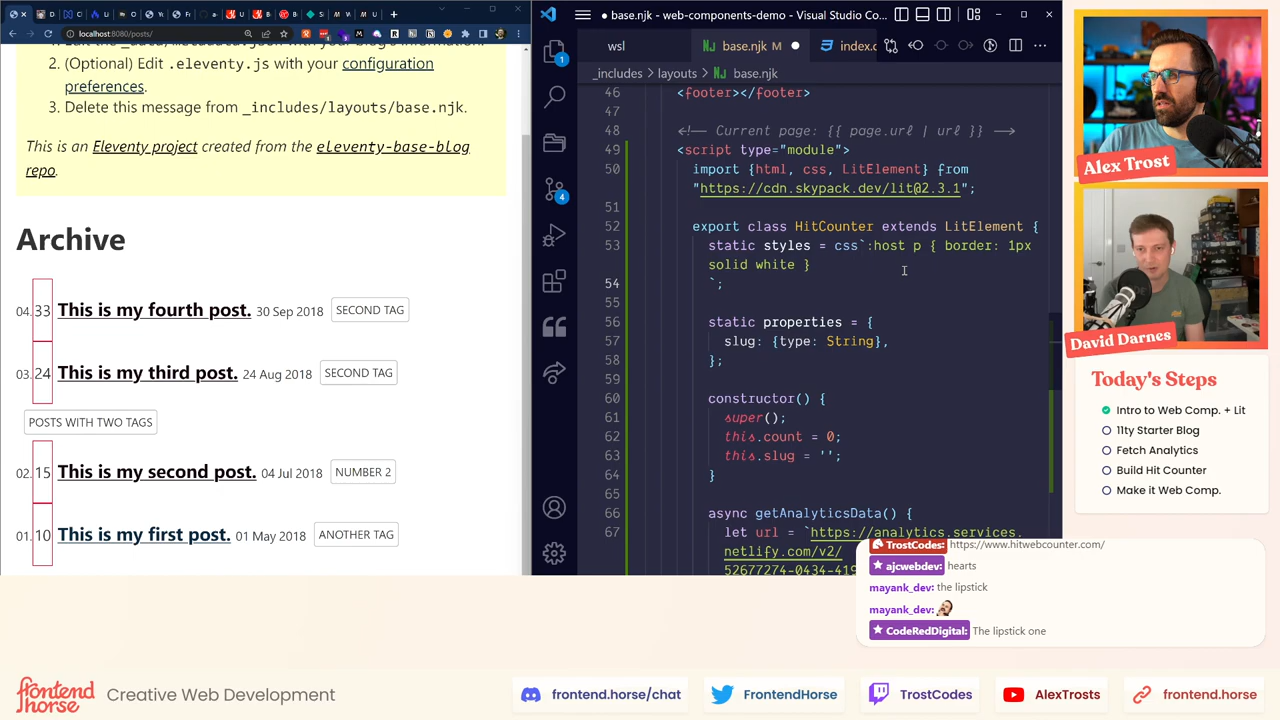 localhost:8080/posts/
2. (Optional) Edit .eleventy.js with your configuration
preferences.
3. Delete this message from _includes/layouts/base.njk.
This is an Eleventy project created from the eleventy-base-blog
repo.
Archive
04. 33 This is my fourth post. 30 Sep 2018 SECOND TAG
03. 24 This is my third post. 24 Aug 2018 SECOND TAG
POSTS WITH TWO TAGS
02. 15 This is my second post. 04 Jul 2018 NUMBER 2
01. 10 This is my first post. 01 May 2018 ANOTHER TAG
● base.njk - web-components-demo - Visual Studio Co...
wsl
base.njk M
index.c
_includes > layouts > base.njk
46 <footer></footer>
47
48 <!-- Current page: {{ page.url | url }} -->
49 <script type="module">
50 import {html, css, LitElement} from
"https://cdn.skypack.dev/lit@2.3.1";
51
52 export class HitCounter extends LitElement {
53 static styles = css`:host p { border: 1px
solid white }
54 `;
55
56 static properties = {
57 slug: {type: String},
58 };
59
60 constructor() {
61 super();
62 this.count = 0;
63 this.slug = '';
64 }
65
66 async getAnalyticsData() {
67 let url = `https://analytics.services.
netlify.com/v2/
52677274-0434-419
1
4
Alex Trost
David Darnes
Today's Steps
Intro to Web Comp. + Lit
11ty Starter Blog
Fetch Analytics
Build Hit Counter
Make it Web Comp.
TrostCodes: https://www.hitwebcounter.com/
ajcwebdev: hearts
mayank_dev: the lipstick
mayank_dev:
CodeRedDigital: The lipstick one
frontend
horse
Creative Web Development
frontend.horse/chat
FrontendHorse
TrostCodes
AlexTrosts
frontend.horse